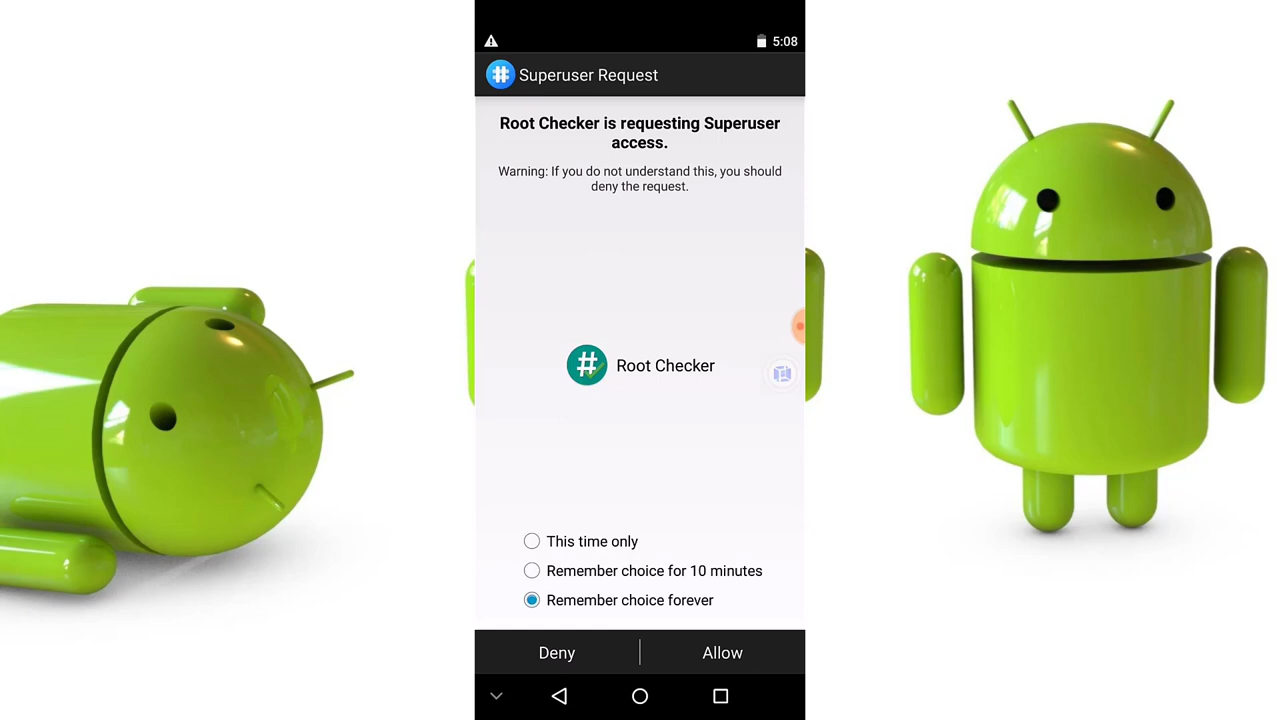 5:08
Superuser Request
Root Checker is requesting Superuser
access.
Warning: If you do not understand this, you should
deny the request.
Root Checker
This time only
Remember choice for 10 minutes
Remember choice forever
Deny
Allow